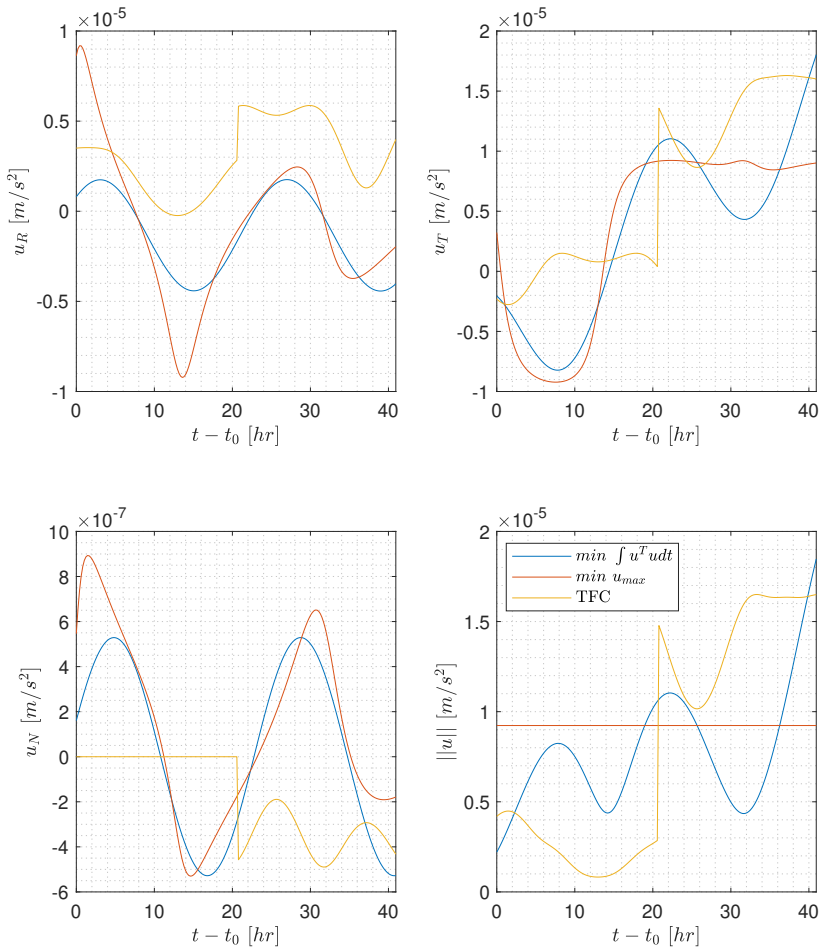 ×10⁻⁵
1
0.5
0
-0.5
-1
u_R [m/s²]
0 10 20 30 40
t − t₀ [hr]
×10⁻⁵
2
1.5
1
0.5
0
-0.5
-1
u_T [m/s²]
0 10 20 30 40
t − t₀ [hr]
×10⁻⁷
10
8
6
4
2
0
-2
-4
-6
u_N [m/s²]
0 10 20 30 40
t − t₀ [hr]
×10⁻⁵
2
1.5
1
0.5
0
||u|| [m/s²]
min ∫ uᵀudt
min u_max
TFC
0 10 20 30 40
t − t₀ [hr]